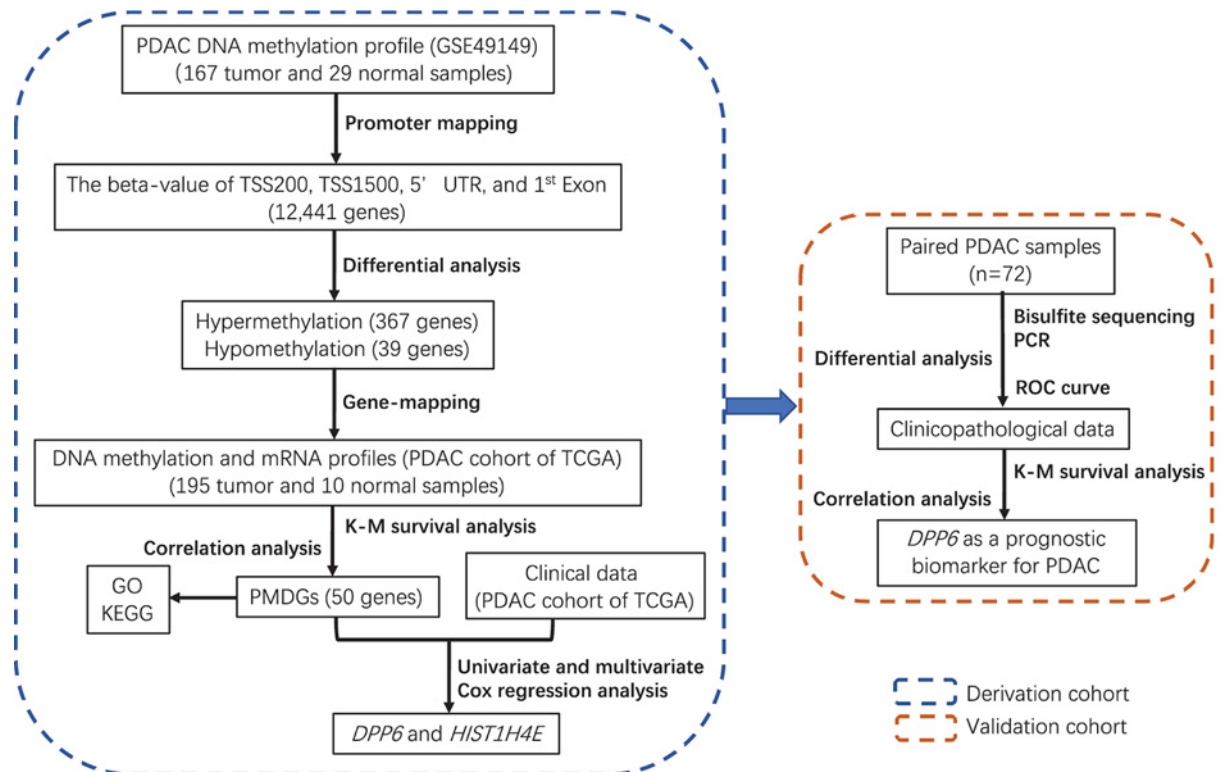 PDAC DNA methylation profile (GSE49149)
(167 tumor and 29 normal samples)
Promoter mapping
The beta-value of TSS200, TSS1500, 5' UTR, and 1st Exon
(12,441 genes)
Differential analysis
Hypermethylation (367 genes)
Hypomethylation (39 genes)
Gene-mapping
DNA methylation and mRNA profiles (PDAC cohort of TCGA)
(195 tumor and 10 normal samples)
K-M survival analysis
Correlation analysis
GO
KEGG
PMDGs (50 genes)
Clinical data
(PDAC cohort of TCGA)
Univariate and multivariate
Cox regression analysis
DPP6 and HIST1H4E
Paired PDAC samples
(n=72)
Bisulfite sequencing
PCR
Differential analysis
ROC curve
Clinicopathological data
K-M survival analysis
Correlation analysis
DPP6 as a prognostic
biomarker for PDAC
Derivation cohort
Validation cohort